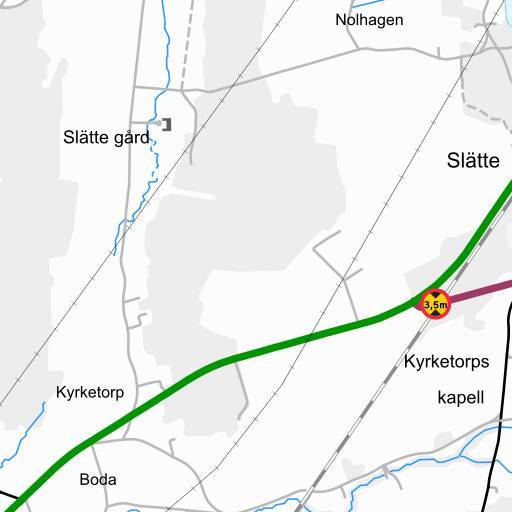 Nolhagen
Slätte gård
Slätte
3,5m
Kyrketorps
kapell
Kyrketorp
Boda